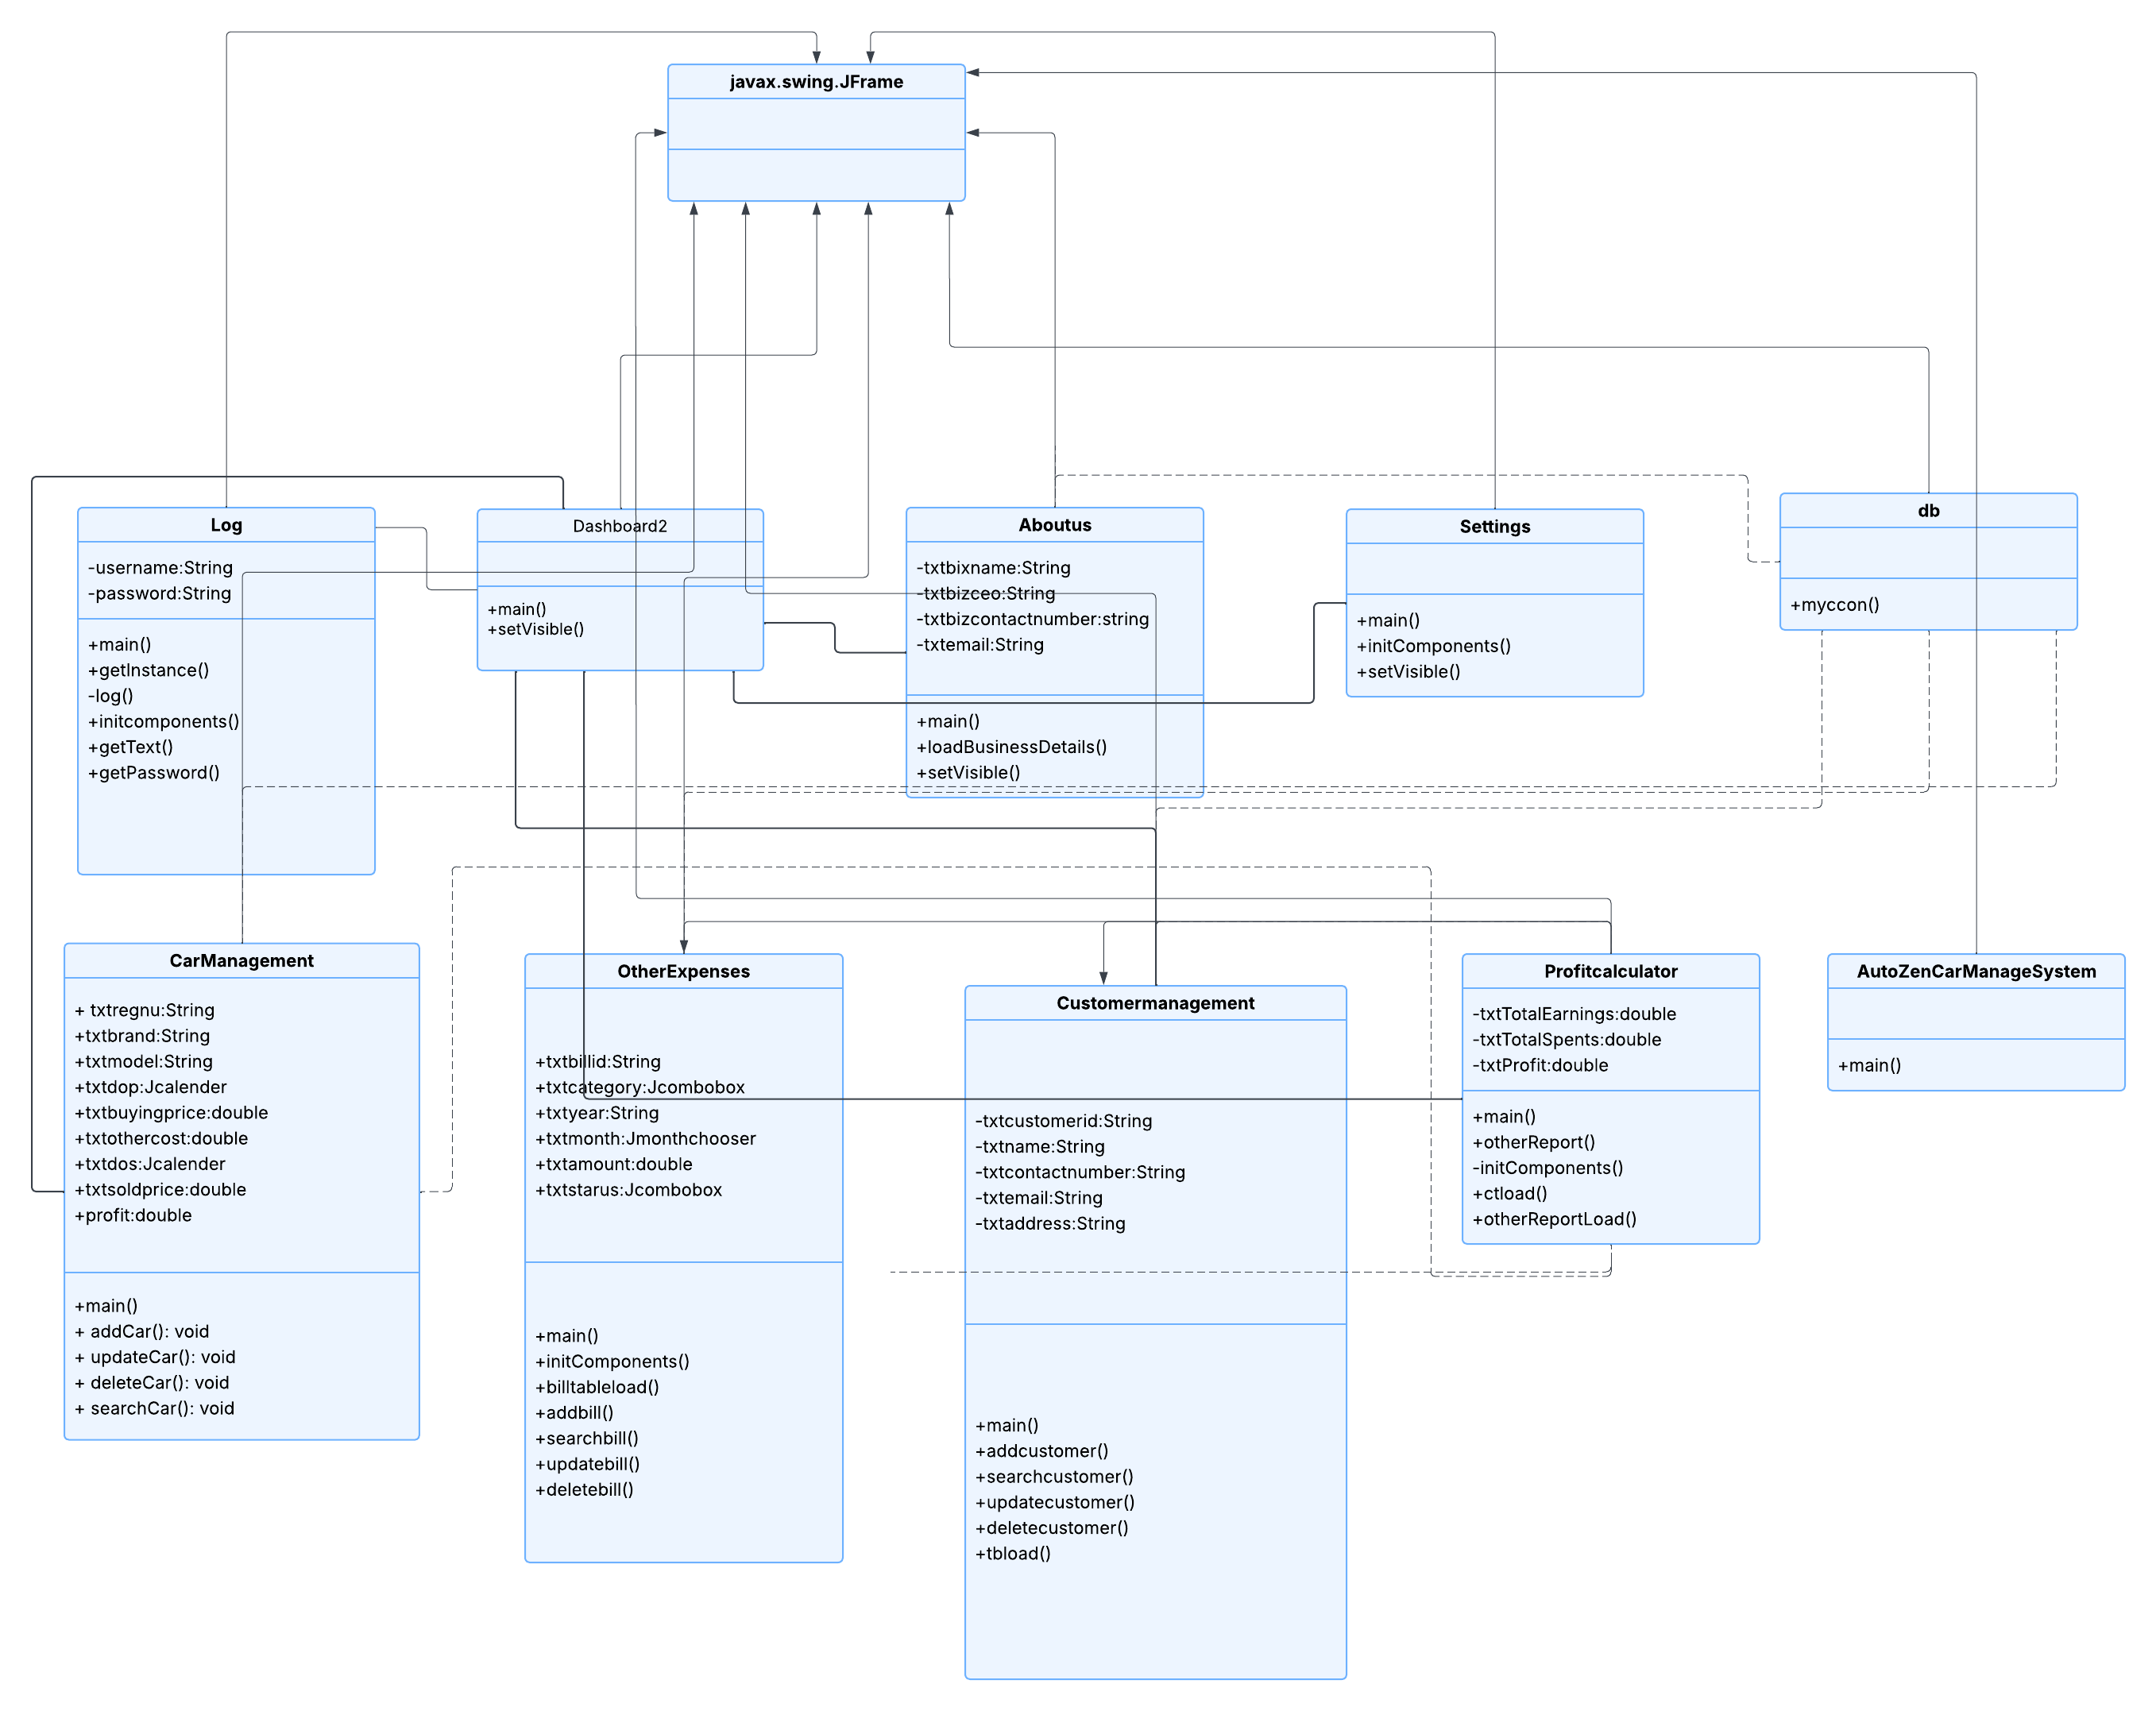 javax.swing.JFrame
Log
-username:String
-password:String
+main()
+getInstance()
-log()
+initcomponents()
+getText()
+getPassword()
Dashboard2
+main()
+setVisible()
Aboutus
-txtbixname:String
-txtbizceo:String
-txtbizcontactnumber:string
-txtemail:String
+main()
+loadBusinessDetails()
+setVisible()
Settings
+main()
+initComponents()
+setVisible()
db
+myccon()
CarManagement
+ txtregnu:String
+txtbrand:String
+txtmodel:String
+txtdop:Jcalender
+txtbuyingprice:double
+txtothercost:double
+txtdos:Jcalender
+txtsoldprice:double
+profit:double
+main()
+ addCar(): void
+ updateCar(): void
+ deleteCar(): void
+ searchCar(): void
OtherExpenses
+txtbillid:String
+txtcategory:Jcombobox
+txtyear:String
+txtmonth:Jmonthchooser
+txtamount:double
+txtstarus:Jcombobox
+main()
+initComponents()
+billtableload()
+addbill()
+searchbill()
+updatebill()
+deletebill()
Customermanagement
-txtcustomerid:String
-txtname:String
-txtcontactnumber:String
-txtemail:String
-txtaddress:String
+main()
+addcustomer()
+searchcustomer()
+updatecustomer()
+deletecustomer()
+tbload()
Profitcalculator
-txtTotalEarnings:double
-txtTotalSpents:double
-txtProfit:double
+main()
+otherReport()
-initComponents()
+ctload()
+otherReportLoad()
AutoZenCarManageSystem
+main()